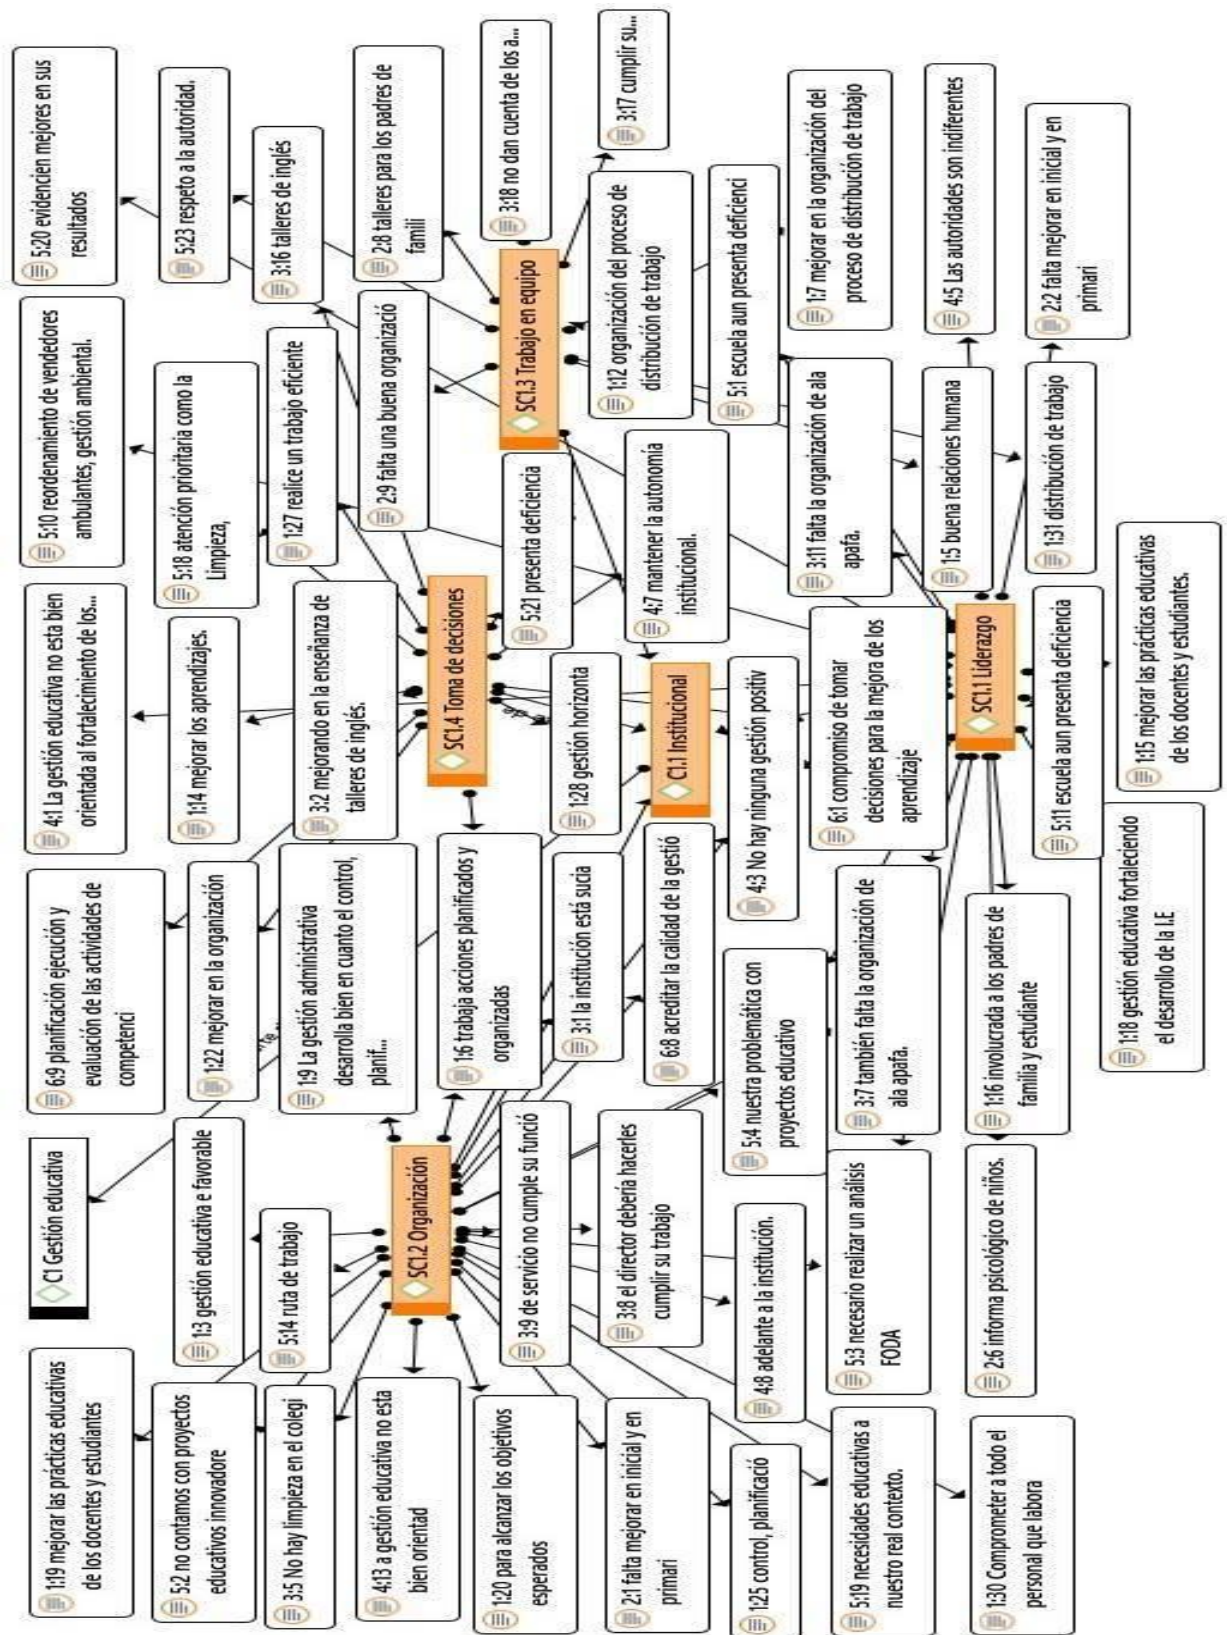 C1 Gestión educativa
1:19 mejorar las prácticas educativas
de los docentes y estudiantes
5:2 no contamos con proyectos
educativos innovadore
3:5 No hay limpieza en el colegi
4:13 a gestión educativa no esta
bien orientad
1:20 para alcanzar los objetivos
esperados
2:1 falta mejorar en inicial y en
primari
1:25 control, planificació
5:19 necesidades educativas a
nuestro real contexto.
1:30 Comprometer a todo el
personal que labora
1:3 gestión educativa e favorable
5:14 ruta de trabajo
SC1.2 Organización
3:9 de servicio no cumple su funció
3:8 el director debería hacerles
cumplir su trabajo
4:8 adelante a la institución.
5:3 necesario realizar un análisis
FODA
2:6 informa psicológico de niños.
6:9 planificación ejecución y
evaluación de las actividades de
competenci
1:22 mejorar en la organización
1:9 La gestión administrativa
desarrolla bien en cuanto el control,
planif...
1:6 trabaja acciones planificados y
organizadas
3:1 la institución está sucia
6:8 acreditar la calidad de la gestió
5:4 nuestra problemática con
proyectos educativo
3:7 también falta la organización de
ala apafa.
1:16 involucrada a los padres de
familia y estudiante
1:18 gestión educativa fortaleciendo
el desarrollo de la I.E
4:1 La gestión educativa no esta bien
orientada al fortalecimiento de los...
1:14 mejorar los aprendizajes.
3:2 mejorando en la enseñanza de
talleres de inglés.
SC1.4 Toma de decisiones
1:28 gestión horizonta
C1.1 Institucional
4:3 No hay ninguna gestión positiv
6:1 compromiso de tomar
decisiones para la mejora de los
aprendizaje
SC1.1 Liderazgo
5:11 escuela aun presenta deficiencia
1:15 mejorar las prácticas educativas
de los docentes y estudiantes.
5:10 reordenamiento de vendedores
ambulantes, gestión ambiental.
5:18 atención prioritaria como la
Limpieza,
1:27 realice un trabajo eficiente
2:9 falta una buena organizació
5:21 presenta deficiencia
4:7 mantener la autonomía
institucional.
3:11 falta la organización de ala
apafa.
1:5 buena relaciones humana
1:31 distribución de trabajo
5:20 evidencien mejores en sus
resultados
5:23 respeto a la autoridad.
3:16 talleres de inglés
2:8 talleres para los padres de
famili
SC1.3 Trabajo en equipo
3:18 no dan cuenta de los a...
3:17 cumplir su...
1:12 organización del proceso de
distribución de trabajo
5:1 escuela aun presenta deficienci
1:7 mejorar en la organización del
proceso de distribución de trabajo
4:5 Las autoridades son indiferentes
2:2 falta mejorar en inicial y en
primari